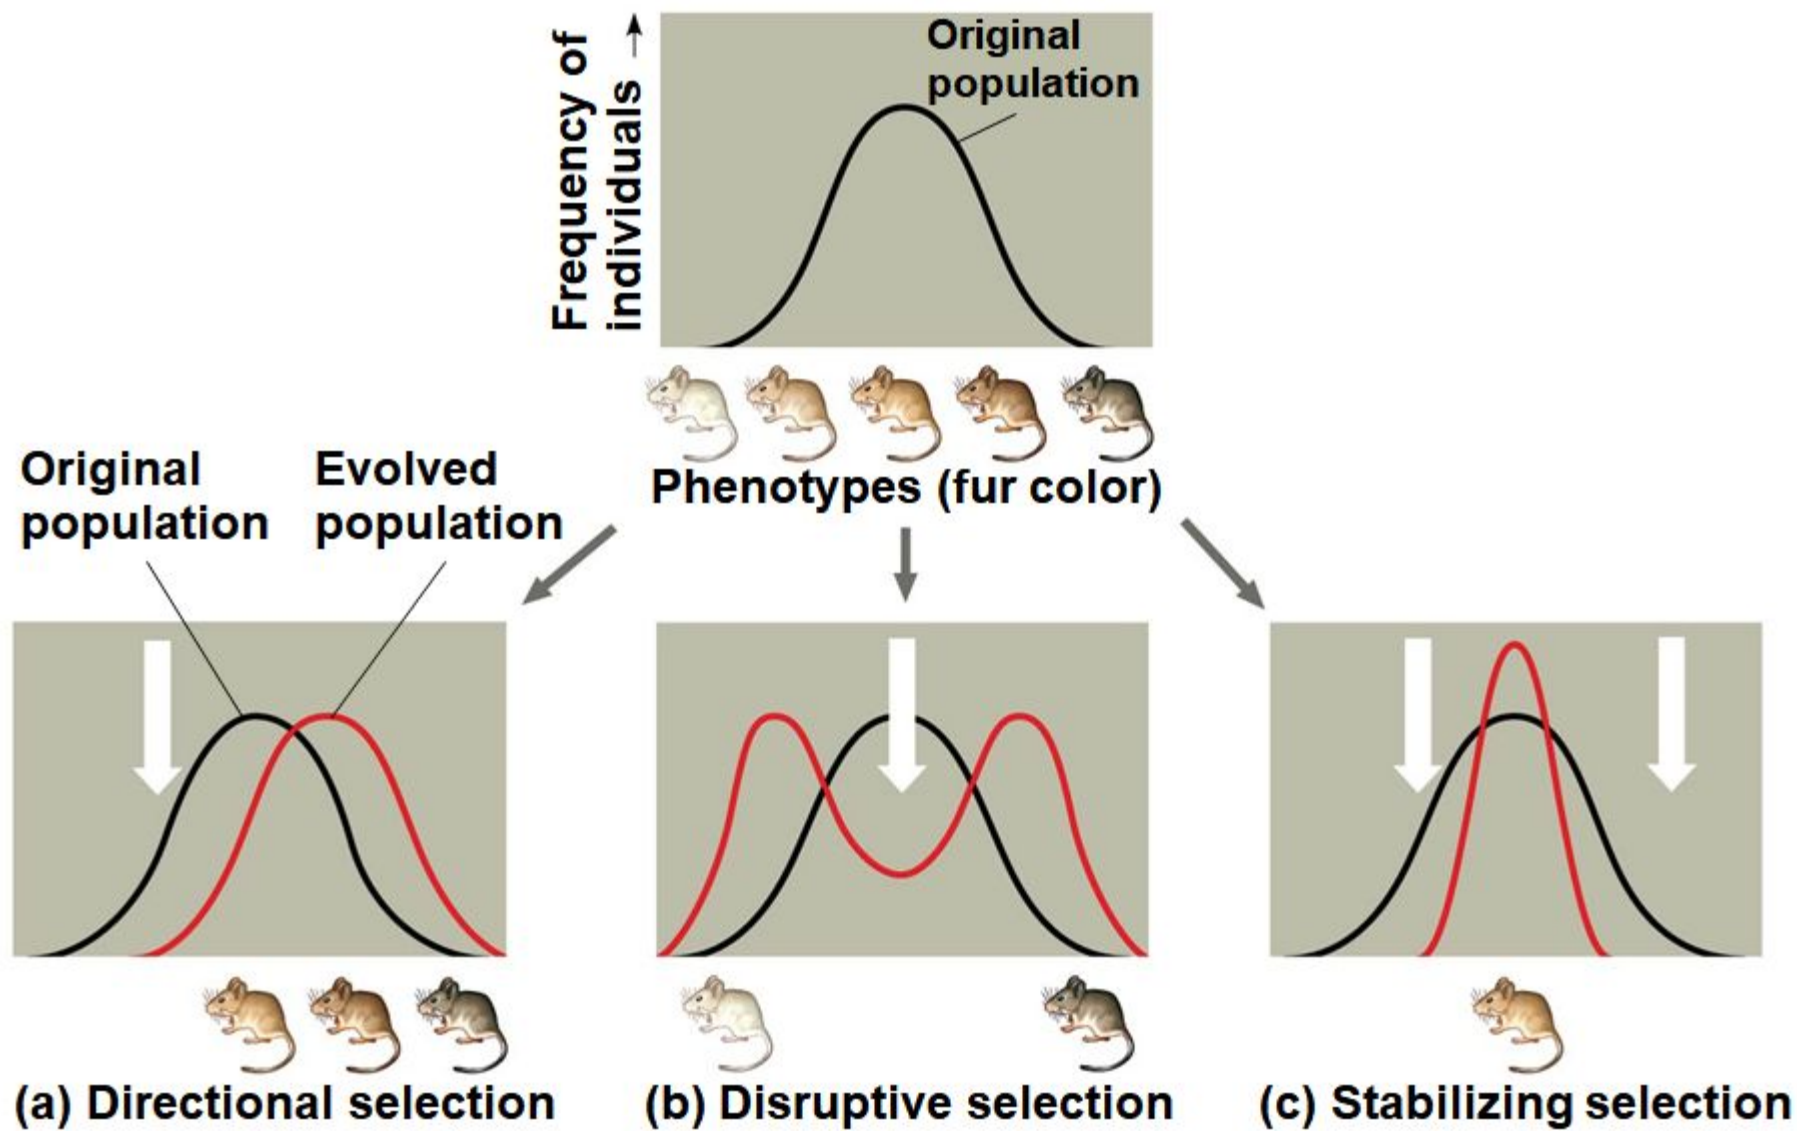 Frequency of
individuals
Original
population
Phenotypes (fur color)
Original
population
Evolved
population
(a) Directional selection
(b) Disruptive selection
(c) Stabilizing selection